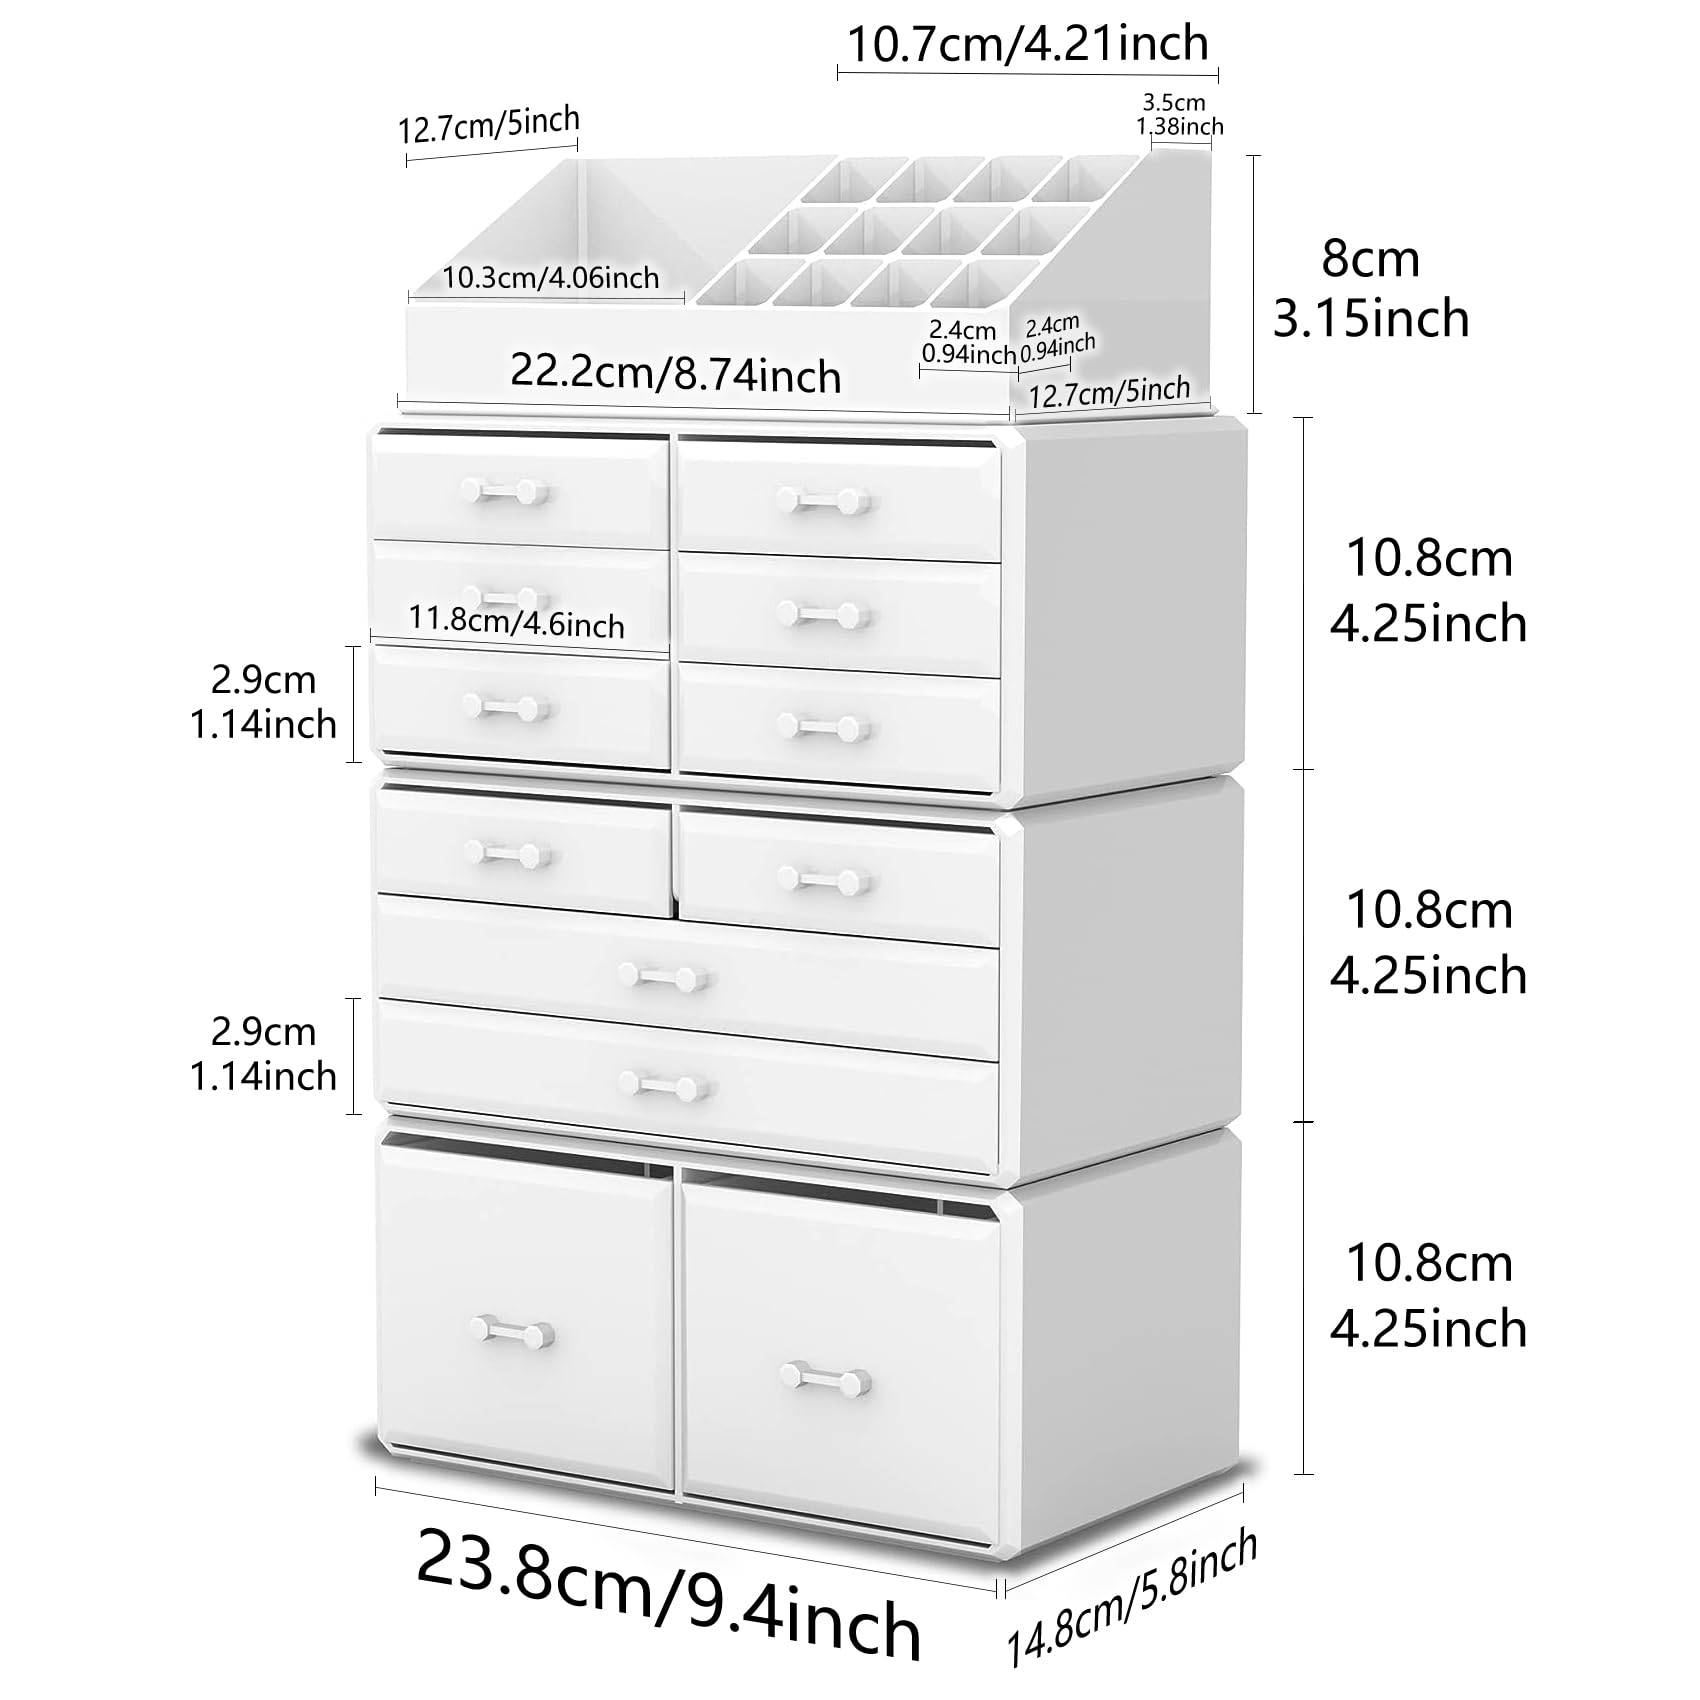 10.7cm/4.21inch
3.5cm
1.38inch
12.7cm/5inch
8cm
3.15inch
10.3cm/4.06inch
2.4cm
0.94inch
2.4cm
0.94inch
22.2cm/8.74inch
12.7cm/5inch
10.8cm
4.25inch
11.8cm/4.6inch
2.9cm
1.14inch
10.8cm
4.25inch
2.9cm
1.14inch
10.8cm
4.25inch
23.8cm/9.4inch
14.8cm/5.8inch